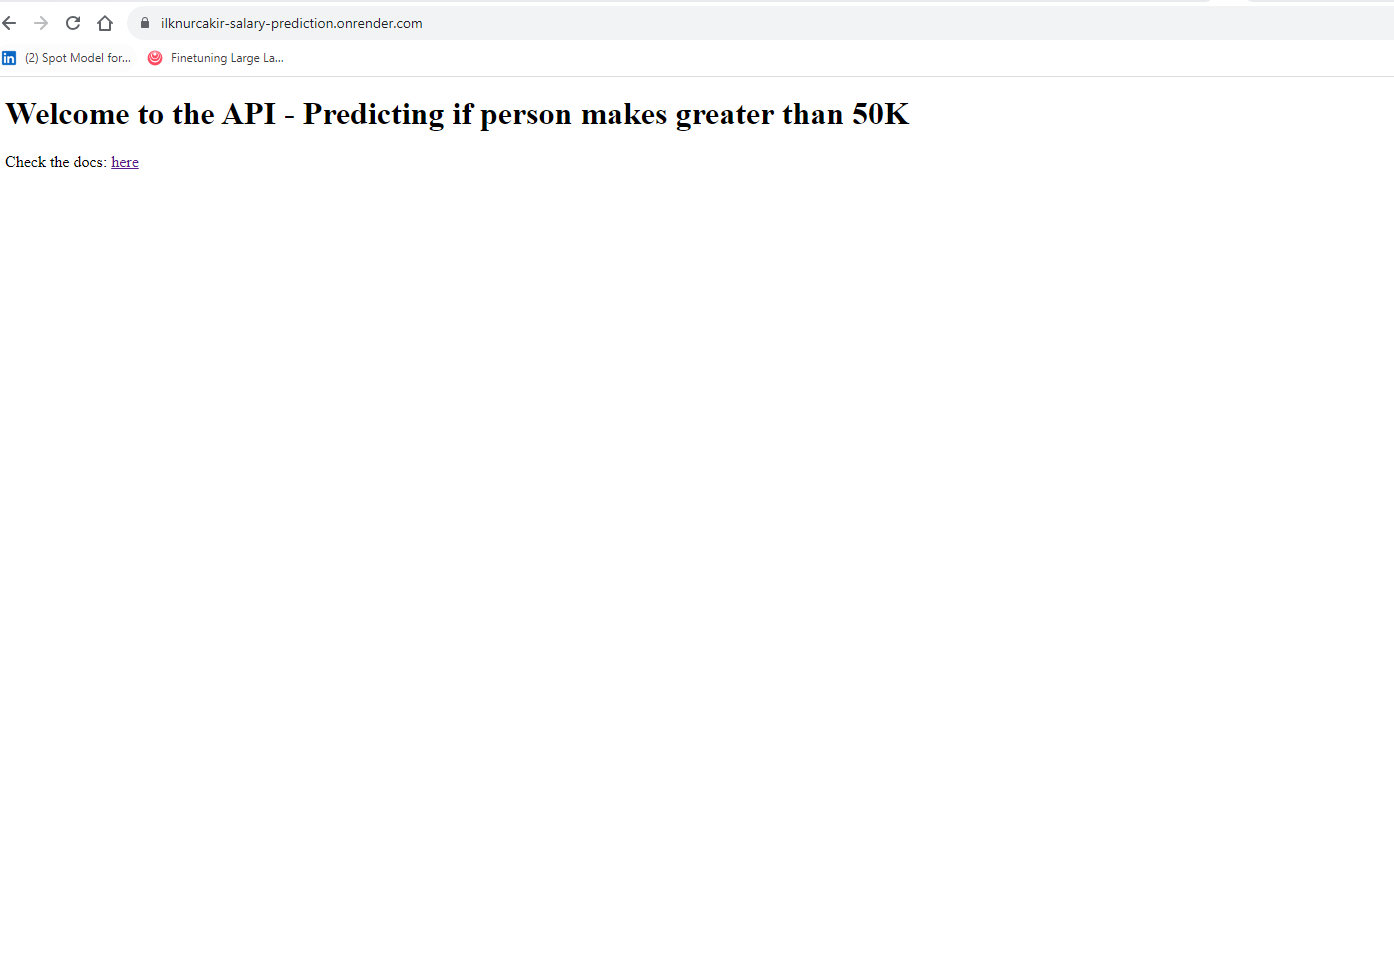 ilknurcakir-salary-prediction.onrender.com
in (2) Spot Model for... Finetuning Large La...
Welcome to the API - Predicting if person makes greater than 50K
Check the docs: here